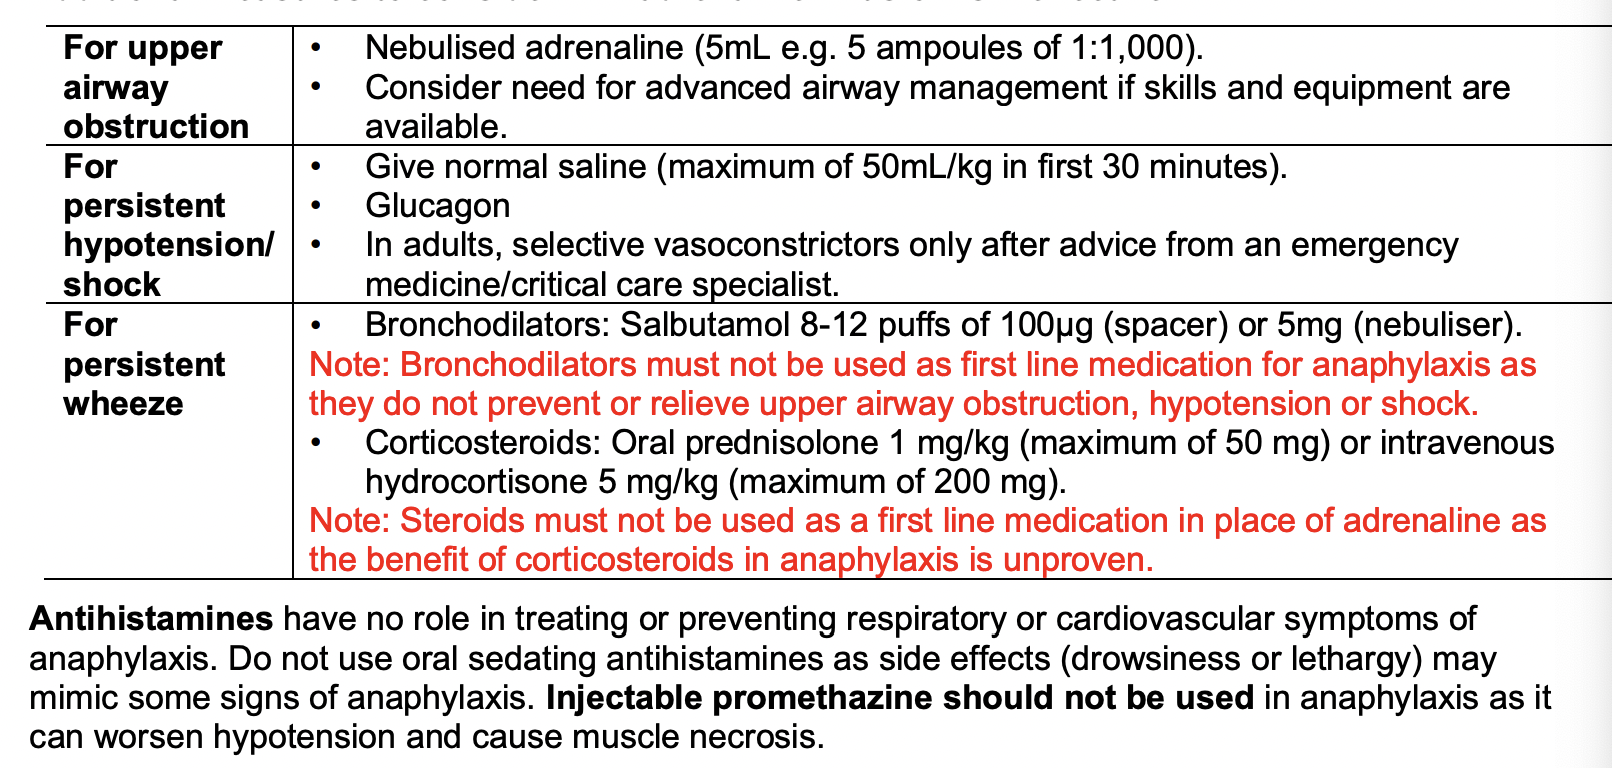 For upper
airway
obstruction
• Nebulised adrenaline (5mL e.g. 5 ampoules of 1:1,000).
• Consider need for advanced airway management if skills and equipment are
available.
For
persistent
hypotension/
shock
• Give normal saline (maximum of 50mL/kg in first 30 minutes).
• Glucagon
• In adults, selective vasoconstrictors only after advice from an emergency
medicine/critical care specialist.
For
persistent
wheeze
• Bronchodilators: Salbutamol 8-12 puffs of 100µg (spacer) or 5mg (nebuliser).
Note: Bronchodilators must not be used as first line medication for anaphylaxis as
they do not prevent or relieve upper airway obstruction, hypotension or shock.
• Corticosteroids: Oral prednisolone 1 mg/kg (maximum of 50 mg) or intravenous
hydrocortisone 5 mg/kg (maximum of 200 mg).
Note: Steroids must not be used as a first line medication in place of adrenaline as
the benefit of corticosteroids in anaphylaxis is unproven.
Antihistamines have no role in treating or preventing respiratory or cardiovascular symptoms of
anaphylaxis. Do not use oral sedating antihistamines as side effects (drowsiness or lethargy) may
mimic some signs of anaphylaxis. Injectable promethazine should not be used in anaphylaxis as it
can worsen hypotension and cause muscle necrosis.